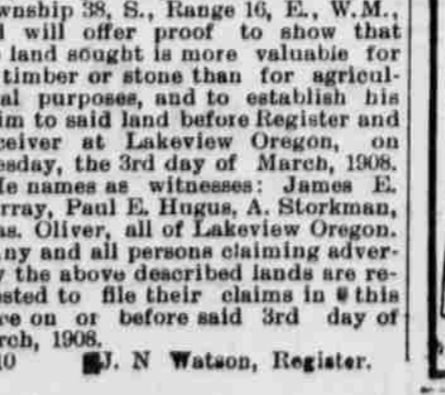 wnship 38, S., Range 16, E., W.M.,
l will offer proof to show that
land sought is more valuable for
timber or stone than for agricul-
al purposes, and to establish his
im to said land before Register and
ceiver at Lakeview Oregon, on
esday, the 3rd day of March, 1908.
le names as witnesses: James E.
rray, Paul E. Hugus, A. Storkman,
as. Oliver, all of Lakeview Oregon.
ny and all persons claiming adver-
y the above described lands are re-
ested to file their claims in this
ce on or before said 3rd day of
rch, 1908.
10 J. N Watson, Register.